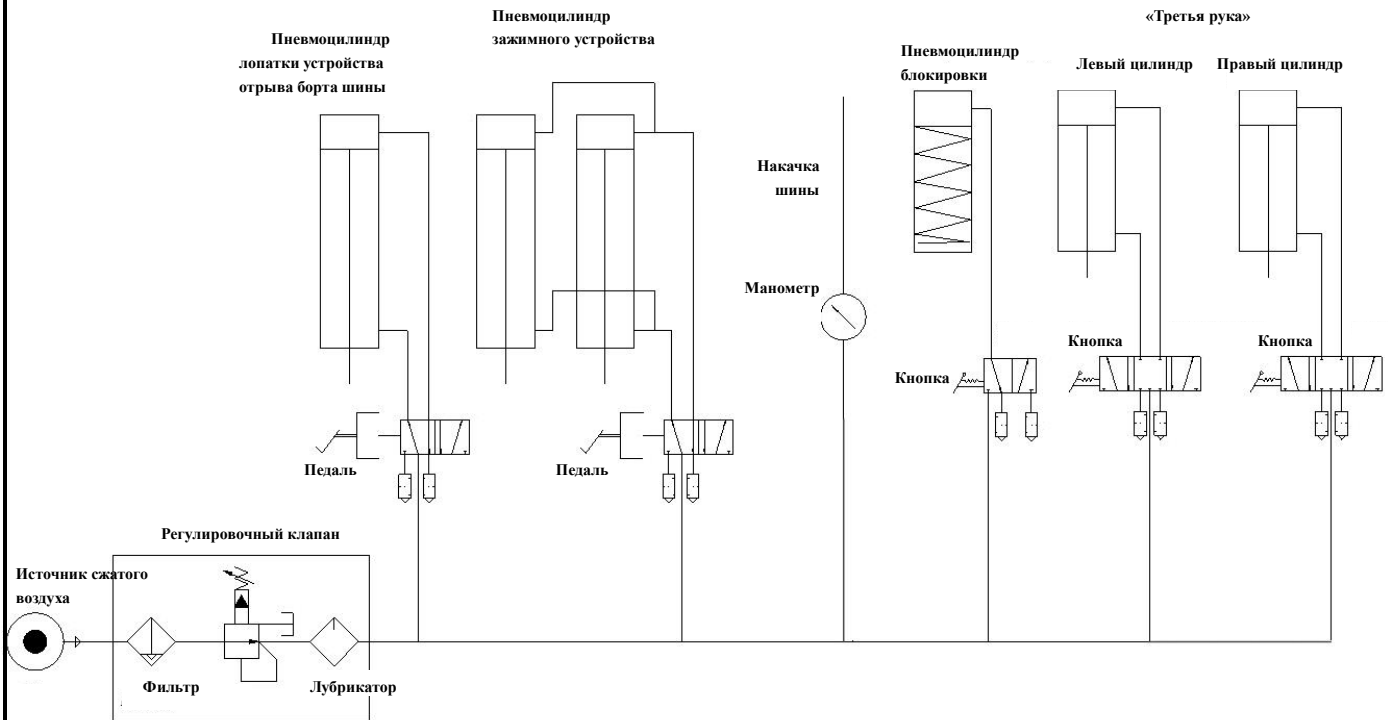 «Третья рука»
Пневмоцилиндр
зажимного устройства
Пневмоцилиндр
лопатки устройства
отрыва борта шины
Пневмоцилиндр
блокировки
Левый цилиндр
Правый цилиндр
Накачка
шины
Манометр
Кнопка
Кнопка
Кнопка
Педаль
Педаль
Регулировочный клапан
Источник сжатого
воздуха
Фильтр
Лубрикатор